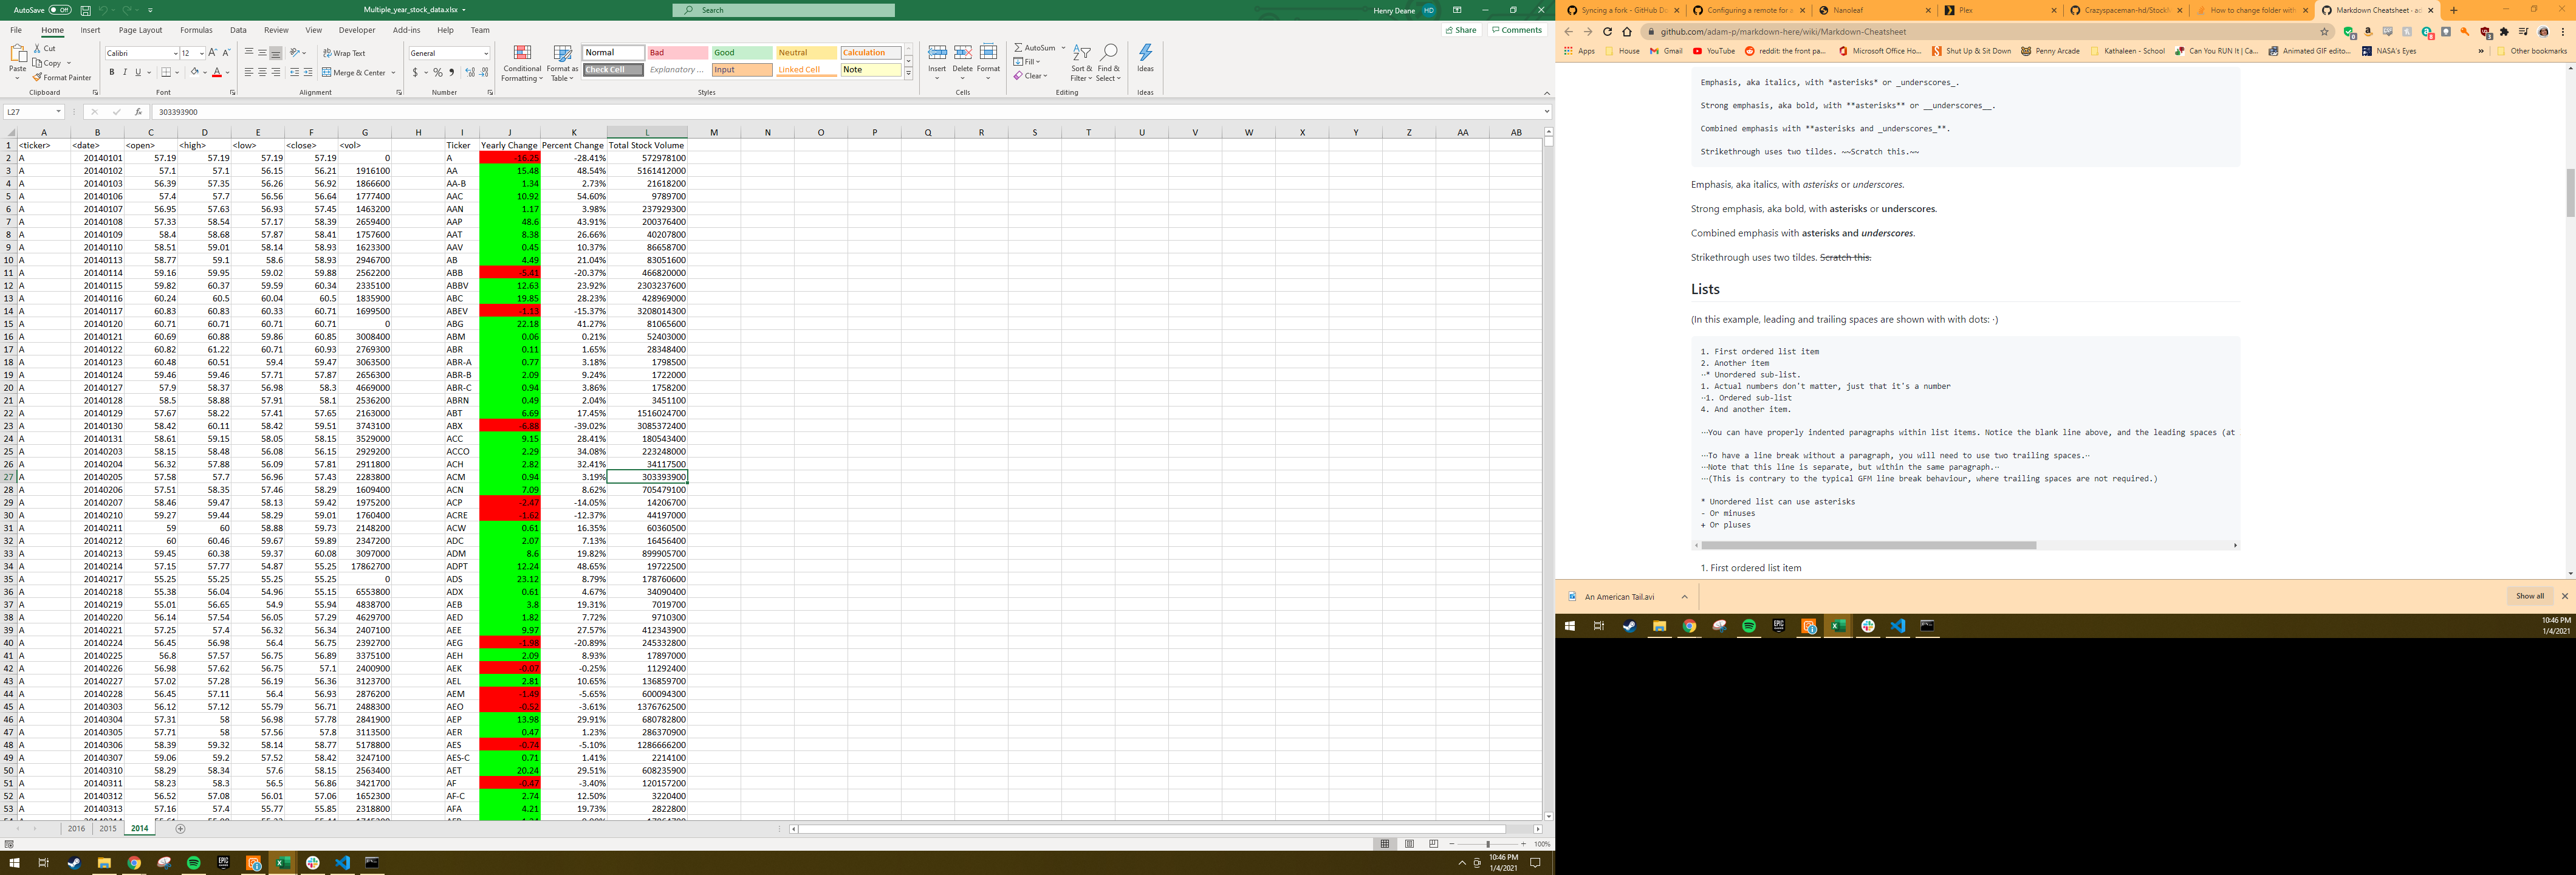 AutoSave Off Multiple_year_stock_data.xlsx Search Henry Deane HD
File Home Insert Page Layout Formulas Data Review View Developer Add-ins Help Team Share Comments
Paste Cut Copy Format Painter Clipboard
Calibri 12 B I U Font
Wrap Text Merge & Center Alignment
General $ % Number
Conditional Formatting Format as Table
Normal Bad Good Neutral Calculation
Check Cell Explanatory ... Input Linked Cell Note
Styles
Insert Delete Format Cells
AutoSum Fill Clear Sort & Filter Find & Select Editing
Ideas Ideas
L27 fx 303393900
A B C D E F G H I J K L M N O P Q R S T U V W X Y Z AA AB
1 <ticker> <date> <open> <high> <low> <close> <vol> Ticker Yearly Change Percent Change Total Stock Volume
2 A 20140101 57.19 57.19 57.19 57.19 0 A -16.25 -28.41% 572978100
3 A 20140102 57.1 57.1 56.15 56.21 1916100 AA 15.48 48.54% 5161412000
4 A 20140103 56.39 57.35 56.26 56.92 1866600 AA-B 1.34 2.73% 21618200
5 A 20140106 57.4 57.7 56.56 56.64 1777400 AAC 10.92 54.60% 9789700
6 A 20140107 56.95 57.63 56.93 57.45 1463200 AAN 1.17 3.98% 237929300
7 A 20140108 57.33 58.54 57.17 58.39 2659400 AAP 48.6 43.91% 200376400
8 A 20140109 58.4 58.68 57.87 58.41 1757600 AAT 8.38 26.66% 40207800
9 A 20140110 58.51 59.01 58.14 58.93 1623300 AAV 0.45 10.37% 86658700
10 A 20140113 58.77 59.1 58.6 58.93 2946700 AB 4.49 21.04% 83051600
11 A 20140114 59.16 59.95 59.02 59.88 2562200 ABB -5.41 -20.37% 466820000
12 A 20140115 59.82 60.37 59.59 60.34 2335100 ABBV 12.63 23.92% 2303237600
13 A 20140116 60.24 60.5 60.04 60.5 1835900 ABC 19.85 28.23% 428969000
14 A 20140117 60.83 60.83 60.33 60.71 1699500 ABEV -1.13 -15.37% 3208014300
15 A 20140120 60.71 60.71 60.71 60.71 0 ABG 22.18 41.27% 81065600
16 A 20140121 60.69 60.88 59.86 60.85 3008400 ABM 0.06 0.21% 52403000
17 A 20140122 60.82 61.22 60.71 60.93 2769300 ABR 0.11 1.65% 28348400
18 A 20140123 60.48 60.51 59.4 59.47 3063500 ABR-A 0.77 3.18% 1798500
19 A 20140124 59.46 59.46 57.71 57.87 2656300 ABR-B 2.09 9.24% 1722000
20 A 20140127 57.9 58.37 56.98 58.3 4669000 ABR-C 0.94 3.86% 1758200
21 A 20140128 58.5 58.88 57.91 58.1 2536200 ABRN 0.49 2.04% 3451100
22 A 20140129 57.67 58.22 57.41 57.65 2163000 ABT 6.69 17.45% 1516024700
23 A 20140130 58.42 60.11 58.42 59.51 3743100 ABX -6.88 -39.02% 3085372400
24 A 20140131 58.61 59.15 58.05 58.15 3529000 ACC 9.15 28.41% 180543400
25 A 20140203 58.15 58.48 56.08 56.15 2929200 ACCO 2.29 34.08% 223248000
26 A 20140204 56.32 57.88 56.09 57.81 2911800 ACH 2.82 32.41% 34117500
27 A 20140205 57.58 57.7 56.96 57.43 2283800 ACM 0.94 3.19% 303393900
28 A 20140206 57.51 58.35 57.46 58.29 1609400 ACN 7.09 8.62% 705479100
29 A 20140207 58.46 59.47 58.13 59.42 1975200 ACP -2.47 -14.05% 14206700
30 A 20140210 59.27 59.44 58.29 59.01 1760400 ACRE -1.62 -12.37% 44197000
31 A 20140211 59 60 58.88 59.73 2148200 ACW 0.61 16.35% 60360500
32 A 20140212 60 60.46 59.67 59.89 2347200 ADC 2.07 7.13% 16456400
33 A 20140213 59.45 60.38 59.37 60.08 3097000 ADM 8.6 19.82% 899905700
34 A 20140214 57.15 57.77 54.87 55.25 17862700 ADPT 12.24 48.65% 19722500
35 A 20140217 55.25 55.25 55.25 55.25 0 ADS 23.12 8.79% 178760600
36 A 20140218 55.38 56.04 54.96 55.15 6553800 ADX 0.61 4.67% 34090400
37 A 20140219 55.01 56.65 54.9 55.94 4838700 AEB 3.8 19.31% 7019700
38 A 20140220 56.14 57.54 56.05 57.29 4629700 AED 1.82 7.72% 9710300
39 A 20140221 57.25 57.4 56.32 56.34 2407100 AEE 9.97 27.57% 412343900
40 A 20140224 56.45 56.98 56.4 56.75 2392700 AEG -1.98 -20.89% 245332800
41 A 20140225 56.8 57.57 56.75 56.89 3375100 AEH 2.09 8.93% 17897000
42 A 20140226 56.98 57.62 56.75 57.1 2400900 AEK -0.07 -0.25% 11292400
43 A 20140227 57.02 57.28 56.19 56.36 3123700 AEL 2.81 10.65% 136859700
44 A 20140228 56.45 57.11 56.4 56.93 2876200 AEM -1.49 -5.65% 600094300
45 A 20140303 56.12 57.12 55.79 56.71 2488300 AEO -0.52 -3.61% 1376762500
46 A 20140304 57.31 58 56.98 57.78 2841900 AEP 13.98 29.91% 680782800
47 A 20140305 57.71 58 57.56 57.8 3113500 AER 0.47 1.23% 286370900
48 A 20140306 58.39 59.32 58.14 58.77 5178800 AES -0.74 -5.10% 1286666200
49 A 20140307 59.06 59.2 57.52 58.42 3247100 AES-C 0.71 1.41% 2214100
50 A 20140310 58.29 58.34 57.6 58.15 2563400 AET 20.24 29.51% 608235900
51 A 20140311 58.23 58.3 56.5 56.86 3421700 AF -0.47 -3.40% 120157200
52 A 20140312 56.52 57.08 56.01 57.06 1652300 AF-C 2.74 12.50% 3220400
53 A 20140313 57.16 57.4 55.77 55.85 2318800 AFA 4.21 19.73% 2822800
2016 2015 2014
100%
10:46 PM
1/4/2021
Syncing a fork - GitHub Do Configuring a remote for a Nanoleaf Plex Crazyspaceman-hd/Stock How to change folder with Markdown Cheatsheet - ad
github.com/adam-p/markdown-here/wiki/Markdown-Cheatsheet
Apps House Gmail YouTube reddit: the front pa... Microsoft Office Ho... Shut Up & Sit Down Penny Arcade Kathaleen - School Can You RUN It | Ca... Animated GIF edito... NASA's Eyes » Other bookmarks
Emphasis, aka italics, with *asterisks* or _underscores_.
Strong emphasis, aka bold, with **asterisks** or __underscores__.
Combined emphasis with **asterisks and _underscores_**.
Strikethrough uses two tildes. ~~Scratch this.~~
Emphasis, aka italics, with asterisks or underscores.
Strong emphasis, aka bold, with asterisks or underscores.
Combined emphasis with asterisks and underscores.
Strikethrough uses two tildes. Scratch this.
Lists
(In this example, leading and trailing spaces are shown with with dots: ·)
1. First ordered list item
2. Another item
··* Unordered sub-list.
1. Actual numbers don't matter, just that it's a number
··1. Ordered sub-list
4. And another item.
···You can have properly indented paragraphs within list items. Notice the blank line above, and the leading spaces (at
···To have a line break without a paragraph, you will need to use two trailing spaces.··
···Note that this line is separate, but within the same paragraph.··
···(This is contrary to the typical GFM line break behaviour, where trailing spaces are not required.)
* Unordered list can use asterisks
- Or minuses
+ Or pluses
1. First ordered list item
An American Tail.avi Show all
10:46 PM
1/4/2021